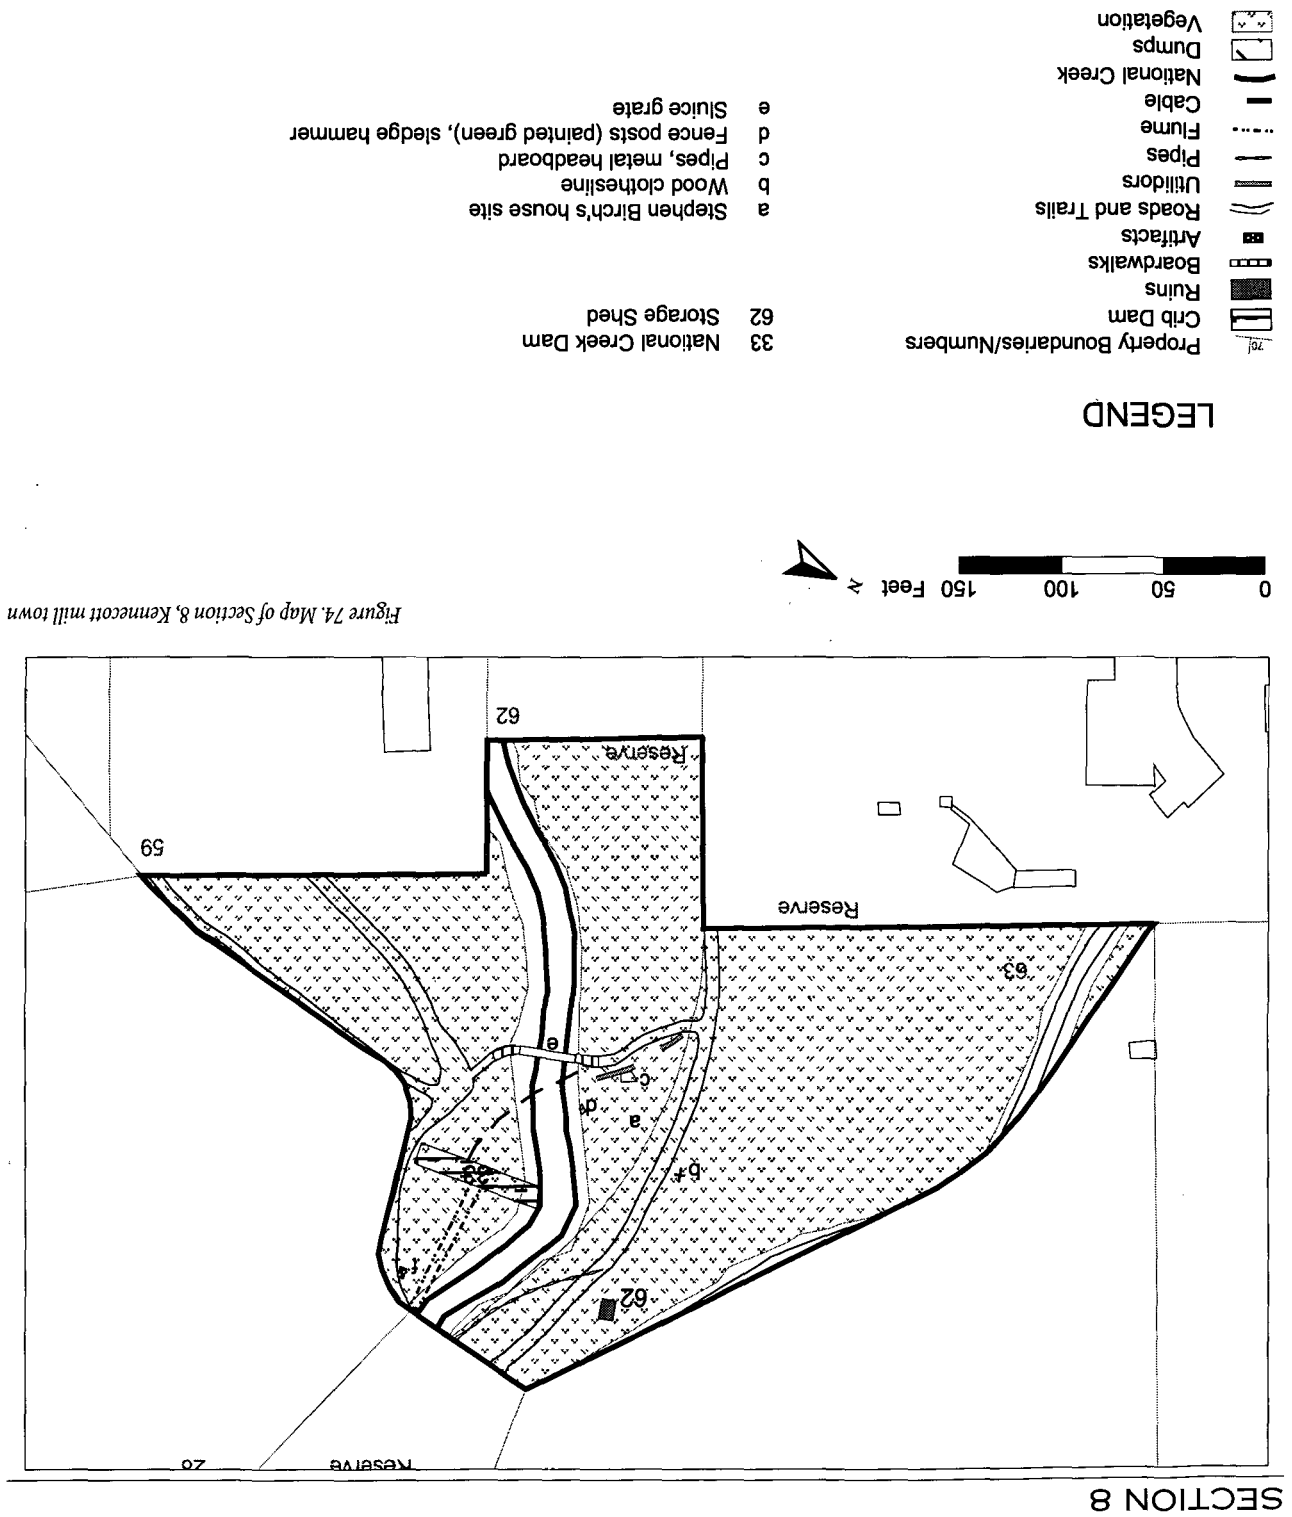 SECTION 8
Reserve
62
f
b
33
a
d
c
e
63
Reserve
59
Reserve
62
Figure 74. Map of Section 8, Kennecott mill town
0 50 100 150 Feet
N
LEGEND
70
Property Boundaries/Numbers
Crib Dam
Ruins
Boardwalks
Artifacts
Roads and Trails
Utilidors
Pipes
Flume
Cable
National Creek
Dumps
Vegetation
33 National Creek Dam
62 Storage Shed
a Stephen Birch's house site
b Wood clothesline
c Pipes, metal headboard
d Fence posts (painted green), sledge hammer
e Sluice grate